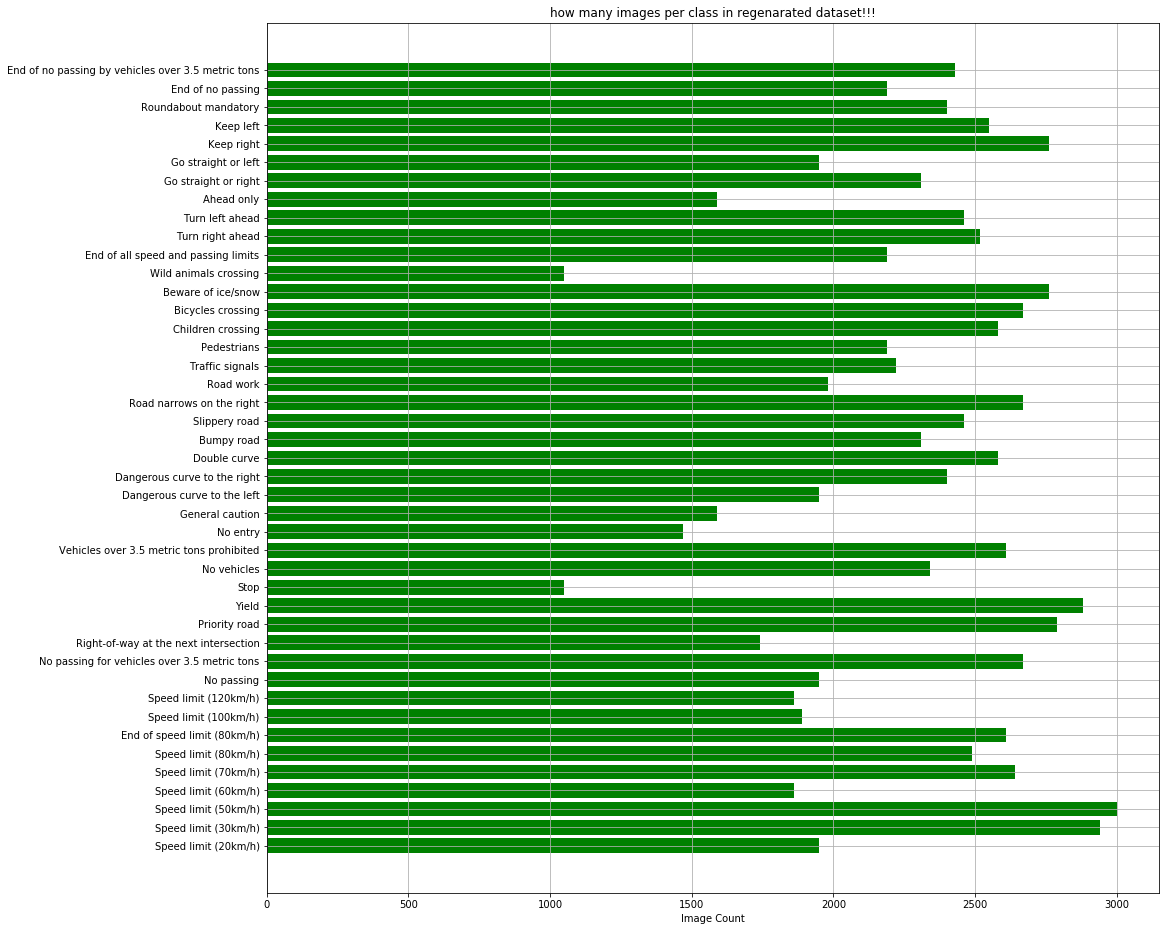 how many images per class in regenarated dataset!!!
End of no passing by vehicles over 3.5 metric tons
End of no passing
Roundabout mandatory
Keep left
Keep right
Go straight or left
Go straight or right
Ahead only
Turn left ahead
Turn right ahead
End of all speed and passing limits
Wild animals crossing
Beware of ice/snow
Bicycles crossing
Children crossing
Pedestrians
Traffic signals
Road work
Road narrows on the right
Slippery road
Bumpy road
Double curve
Dangerous curve to the right
Dangerous curve to the left
General caution
No entry
Vehicles over 3.5 metric tons prohibited
No vehicles
Stop
Yield
Priority road
Right-of-way at the next intersection
No passing for vehicles over 3.5 metric tons
No passing
Speed limit (120km/h)
Speed limit (100km/h)
End of speed limit (80km/h)
Speed limit (80km/h)
Speed limit (70km/h)
Speed limit (60km/h)
Speed limit (50km/h)
Speed limit (30km/h)
Speed limit (20km/h)
0 500 1000 1500 2000 2500 3000
Image Count